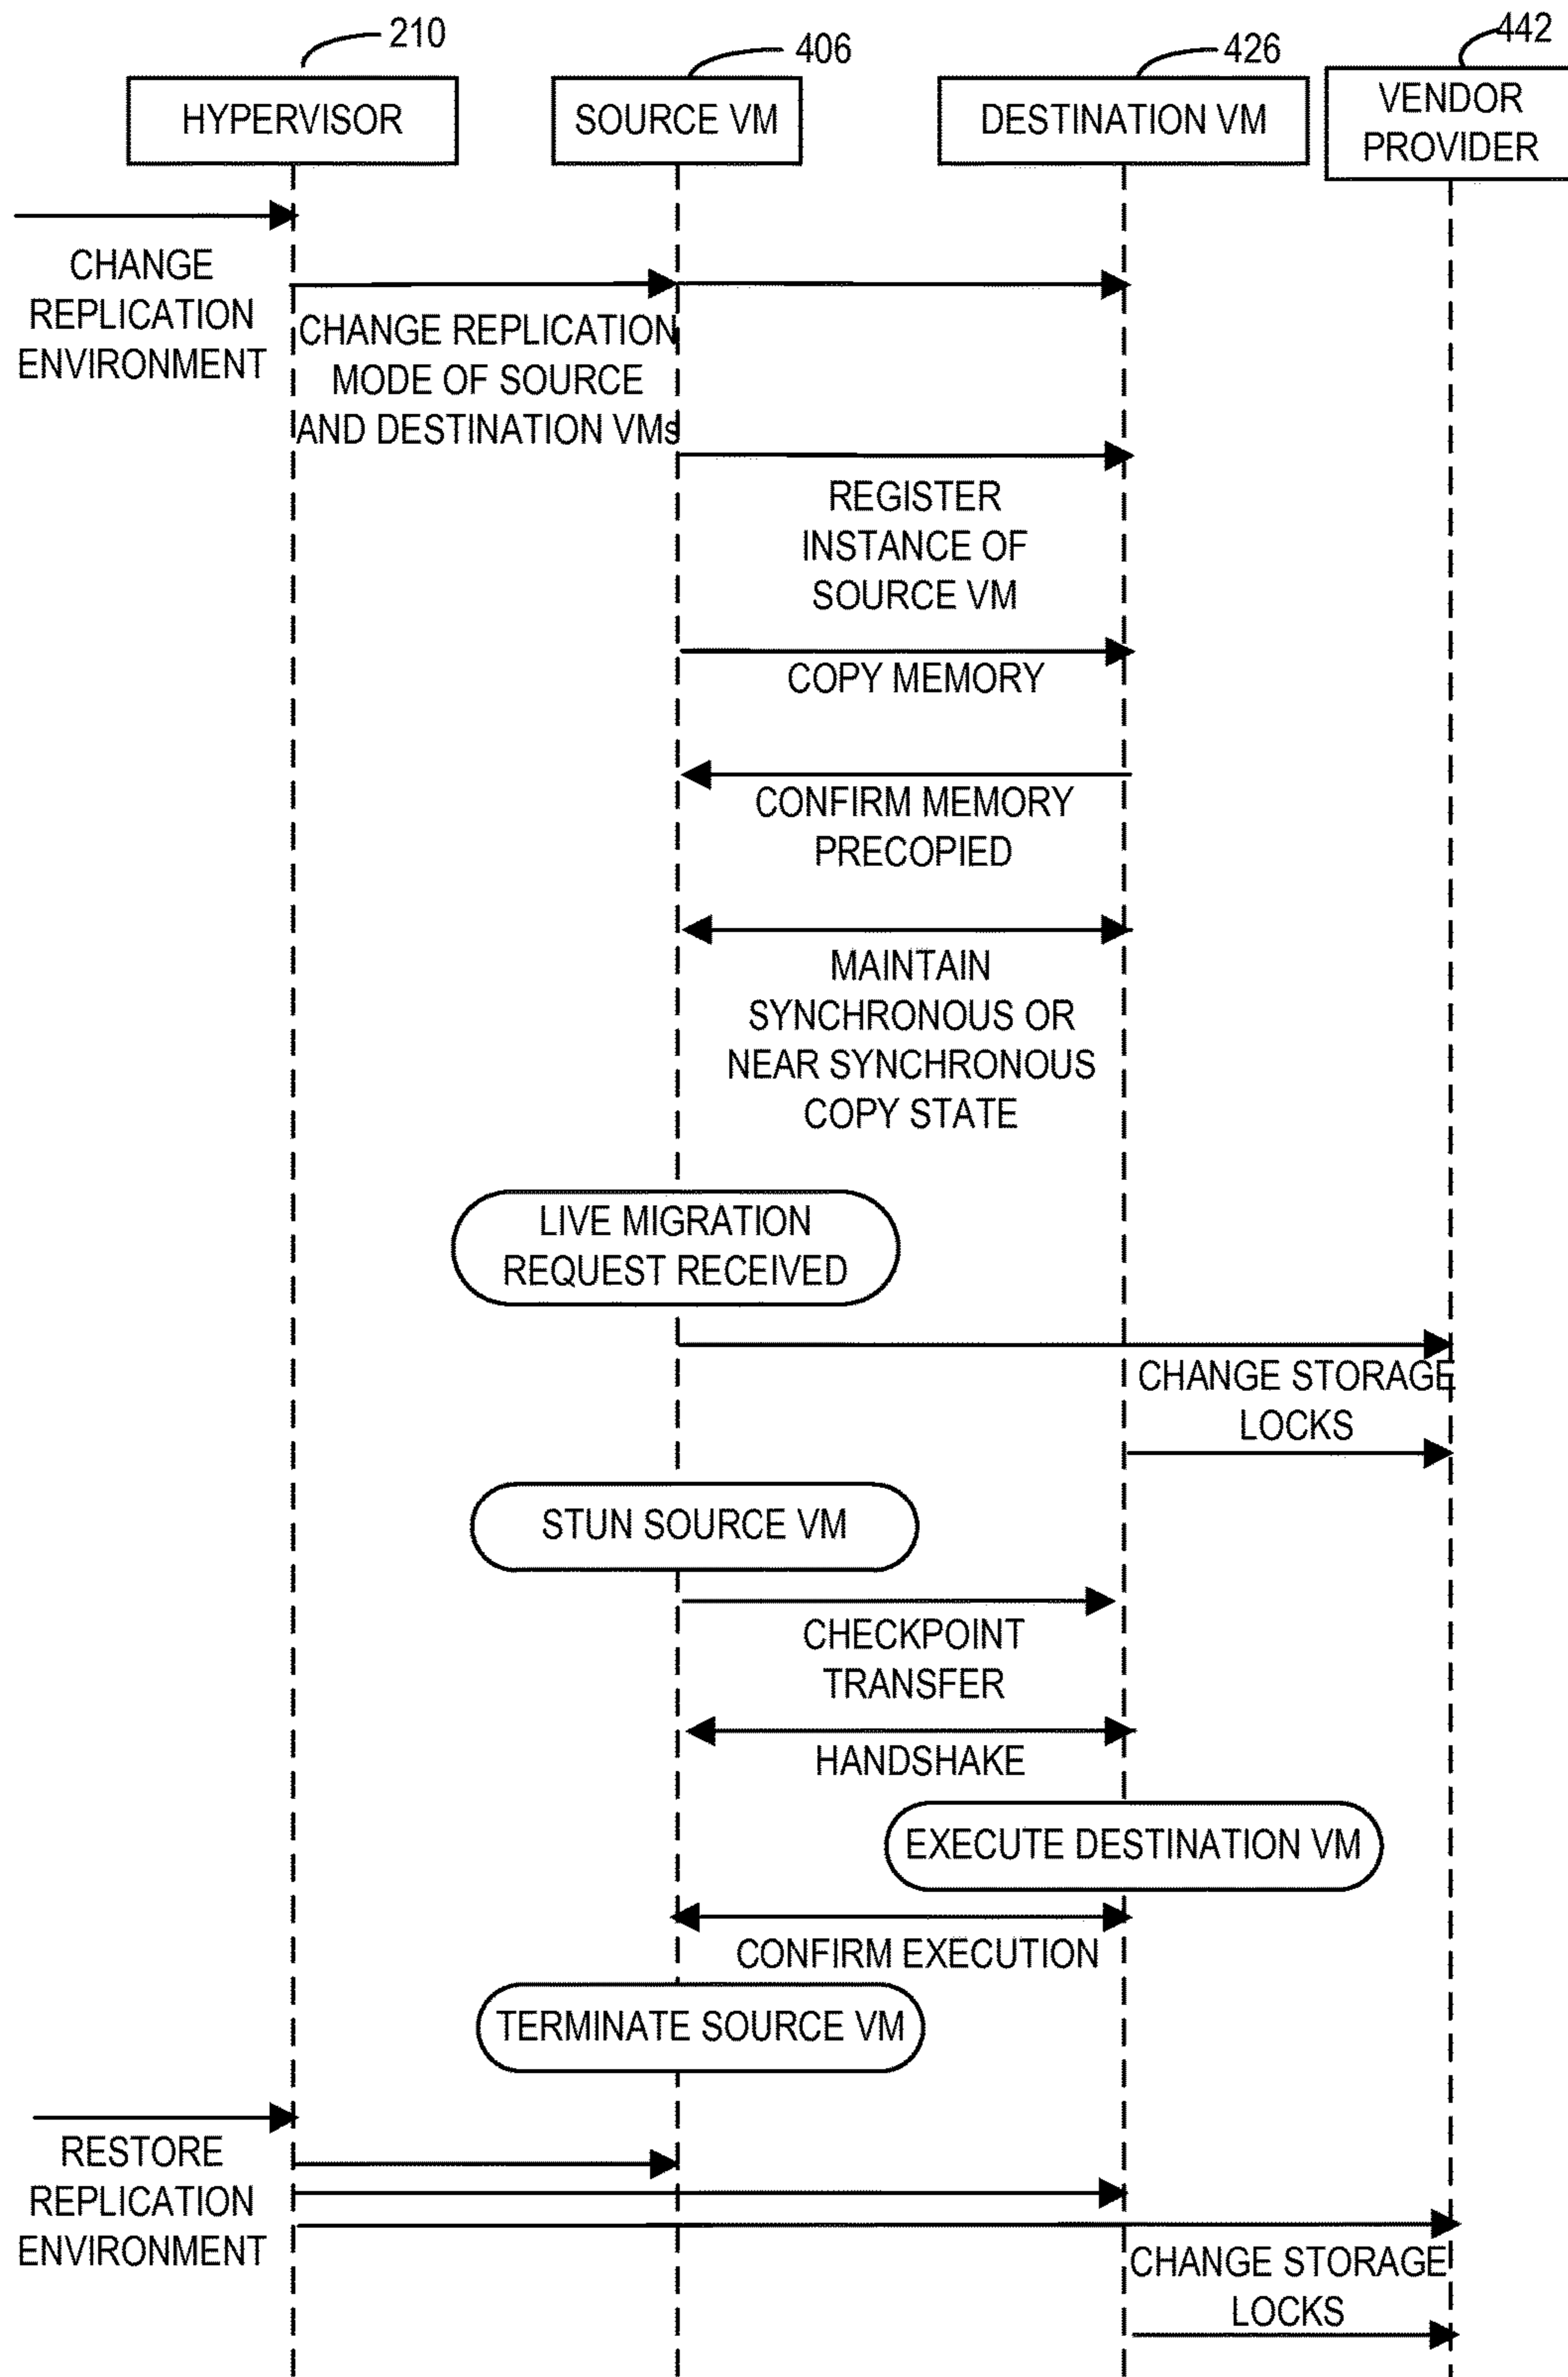 210
406
426
442
HYPERVISOR
SOURCE VM
DESTINATION VM
VENDOR
PROVIDER
CHANGE
REPLICATION
ENVIRONMENT
CHANGE REPLICATION
MODE OF SOURCE
AND DESTINATION VMs
REGISTER
INSTANCE OF
SOURCE VM
COPY MEMORY
CONFIRM MEMORY
PRECOPIED
MAINTAIN
SYNCHRONOUS OR
NEAR SYNCHRONOUS
COPY STATE
LIVE MIGRATION
REQUEST RECEIVED
CHANGE STORAGE
LOCKS
STUN SOURCE VM
CHECKPOINT
TRANSFER
HANDSHAKE
EXECUTE DESTINATION VM
CONFIRM EXECUTION
TERMINATE SOURCE VM
RESTORE
REPLICATION
ENVIRONMENT
CHANGE STORAGE
LOCKS